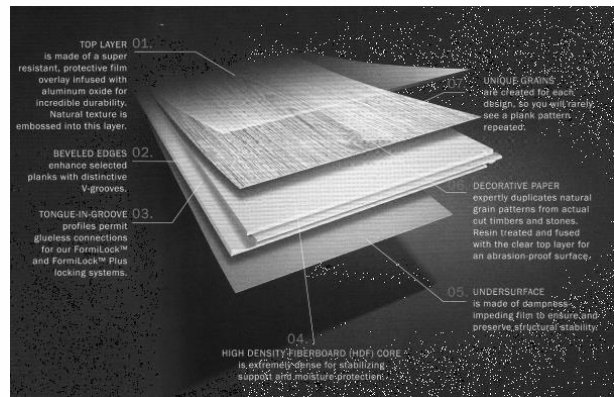 TOP LAYER 01.
is made of a super
resistant, protective film
overlay infused with
aluminum oxide for
incredible durability.
Natural texture is
embossed into this layer.
BEVELED EDGES 02.
enhance selected
planks with distinctive
V-grooves.
TONGUE-IN-GROOVE 03.
profiles permit
glueless connections
for our FormiLock™
and FormiLock™ Plus
locking systems.
04.
HIGH DENSITY FIBERBOARD (HDF) CORE
is extremely dense for stabilizing
support and moisture protection.
05. UNDERSURFACE
is made of dampness-
impeding film to ensure and
preserve structural stability.
06. DECORATIVE PAPER
expertly duplicates natural
grain patterns from actual
cut timbers and stones.
Resin treated and fused
with the clear top layer for
an abrasion-proof surface.
07. UNIQUE GRAINS
are created for each
design, so you will rarely
see a plank pattern
repeated.